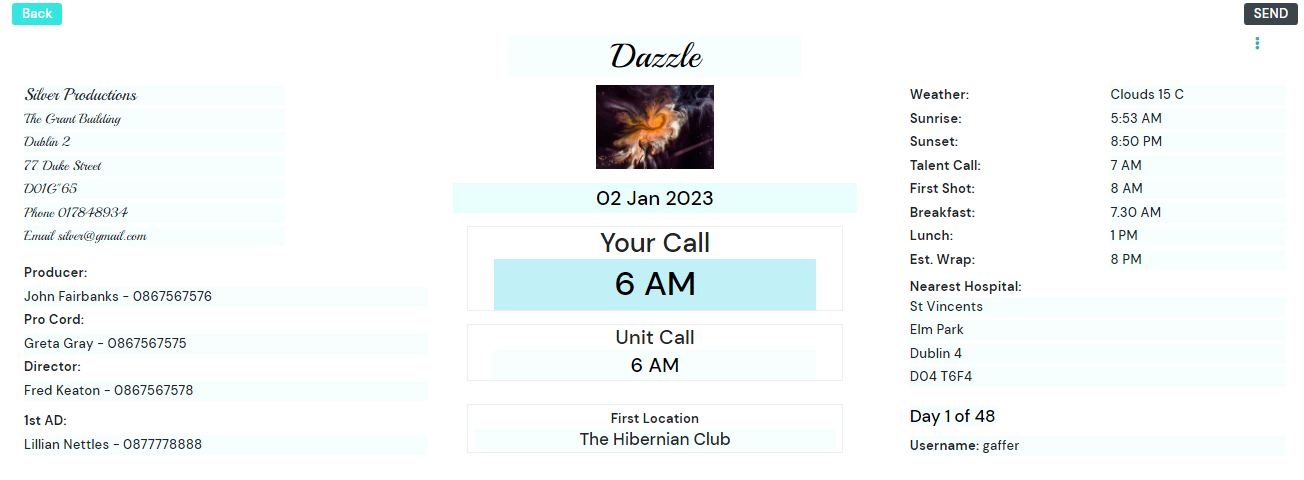 Back
SEND
Dazzle
Silver Productions
The Grant Building
Dublin 2
77 Duke Street
D01G"65
Phone 017848934
Email silver@gmail.com
Producer:
John Fairbanks - 0867567576
Pro Cord:
Greta Gray - 0867567575
Director:
Fred Keaton - 0867567578
1st AD:
Lillian Nettles - 0877778888
02 Jan 2023
Your Call
6 AM
Unit Call
6 AM
First Location
The Hibernian Club
Weather: Clouds 15 C
Sunrise: 5:53 AM
Sunset: 8:50 PM
Talent Call: 7 AM
First Shot: 8 AM
Breakfast: 7.30 AM
Lunch: 1 PM
Est. Wrap: 8 PM
Nearest Hospital:
St Vincents
Elm Park
Dublin 4
D04 T6F4
Day 1 of 48
Username: gaffer